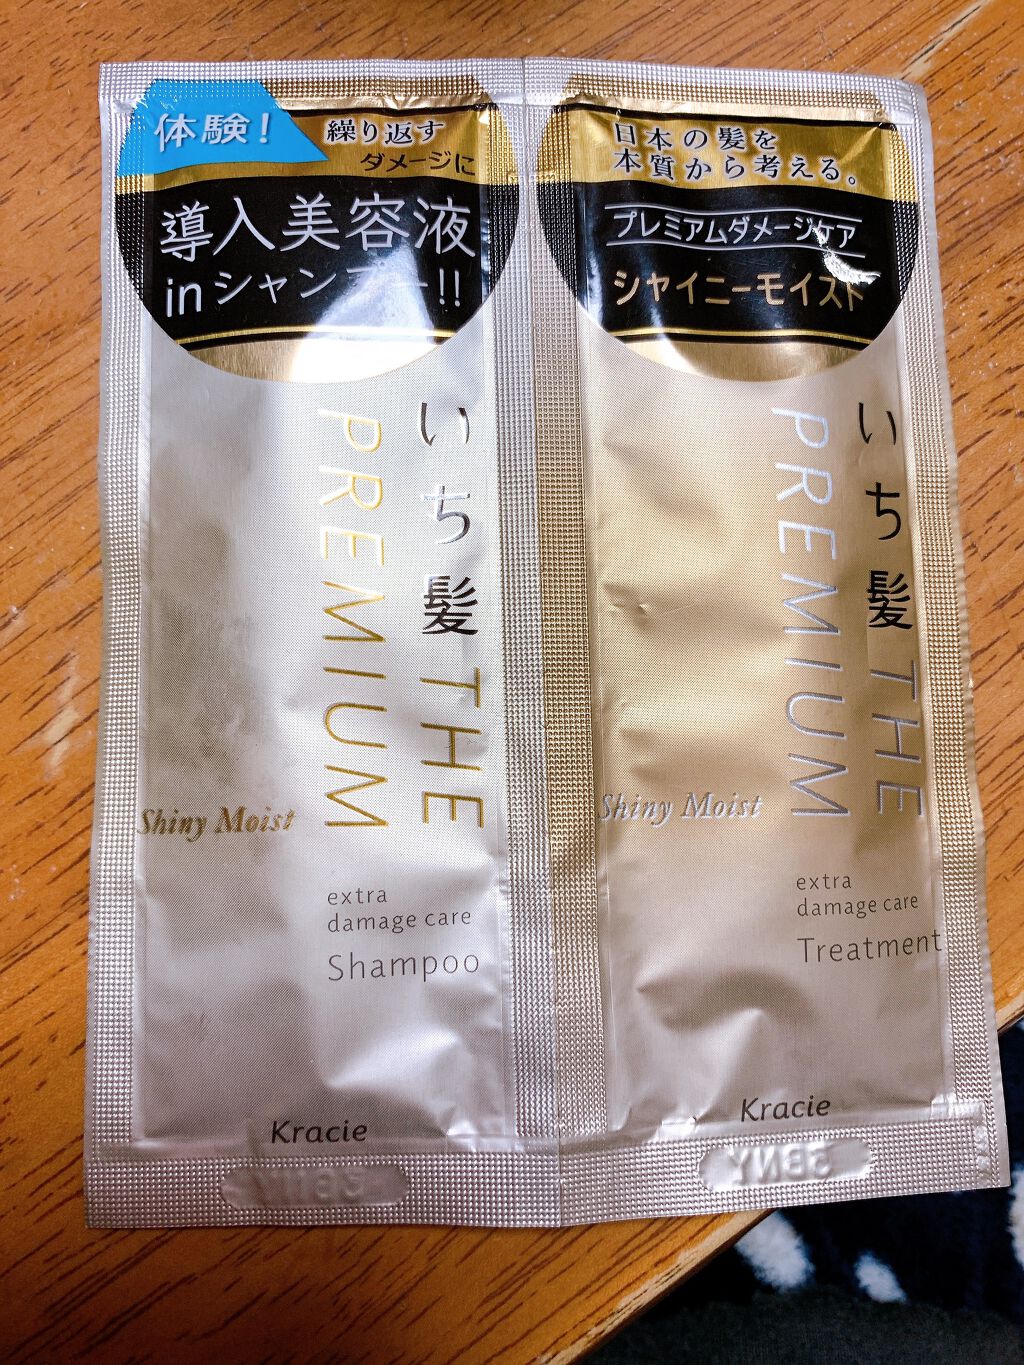 体験!
繰り返す
ダメージに
導入美容液
inシャンプー!!
いち髪 THE
PREMIUM
Shiny Moist
extra
damage care
Shampoo
Kracie
日本の髪を
本質から考える。
プレミアムダメージケア
シャイニーモイスト
いち髪 THE
PREMIUM
Shiny Moist
extra
damage care
Treatment
Kracie